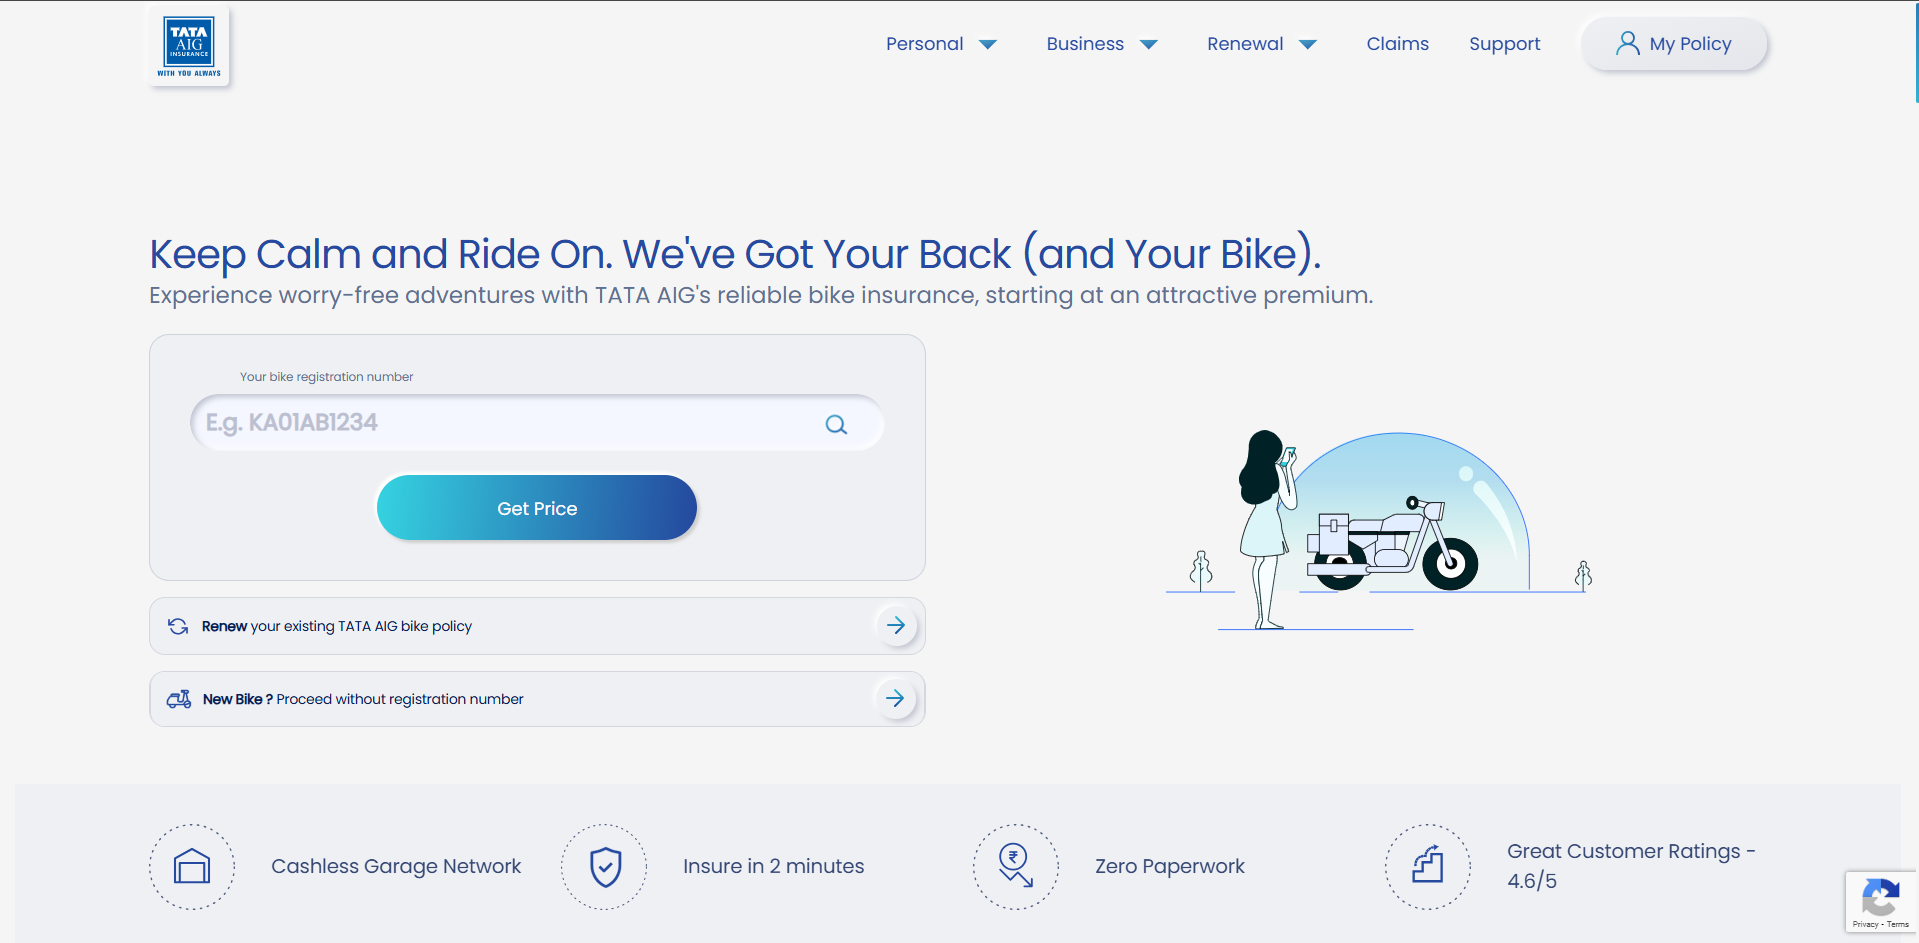 TATA
AIG
INSURANCE
WITH YOU ALWAYS
Personal
Business
Renewal
Claims
Support
My Policy
Keep Calm and Ride On. We've Got Your Back (and Your Bike).
Experience worry-free adventures with TATA AIG's reliable bike insurance, starting at an attractive premium.
Your bike registration number
E.g. KA01AB1234
Get Price
Renew your existing TATA AIG bike policy
New Bike ? Proceed without registration number
Cashless Garage Network
Insure in 2 minutes
₹
Zero Paperwork
Great Customer Ratings -
4.6/5
Privacy - Terms